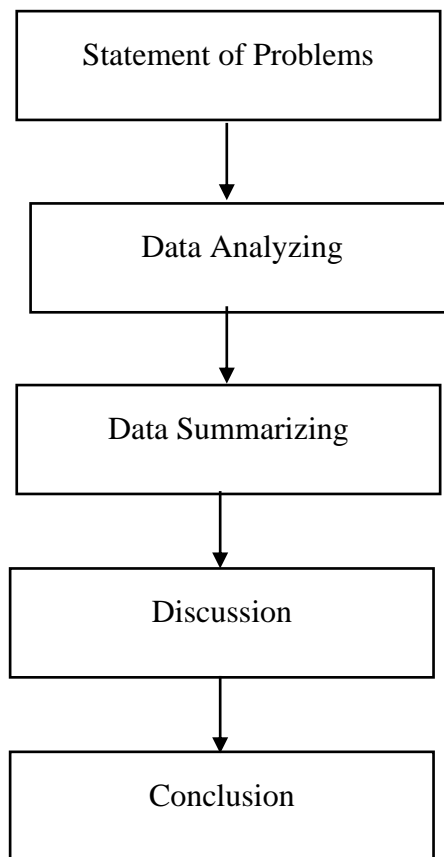 Statement of Problems
Data Analyzing
Data Summarizing
Discussion
Conclusion